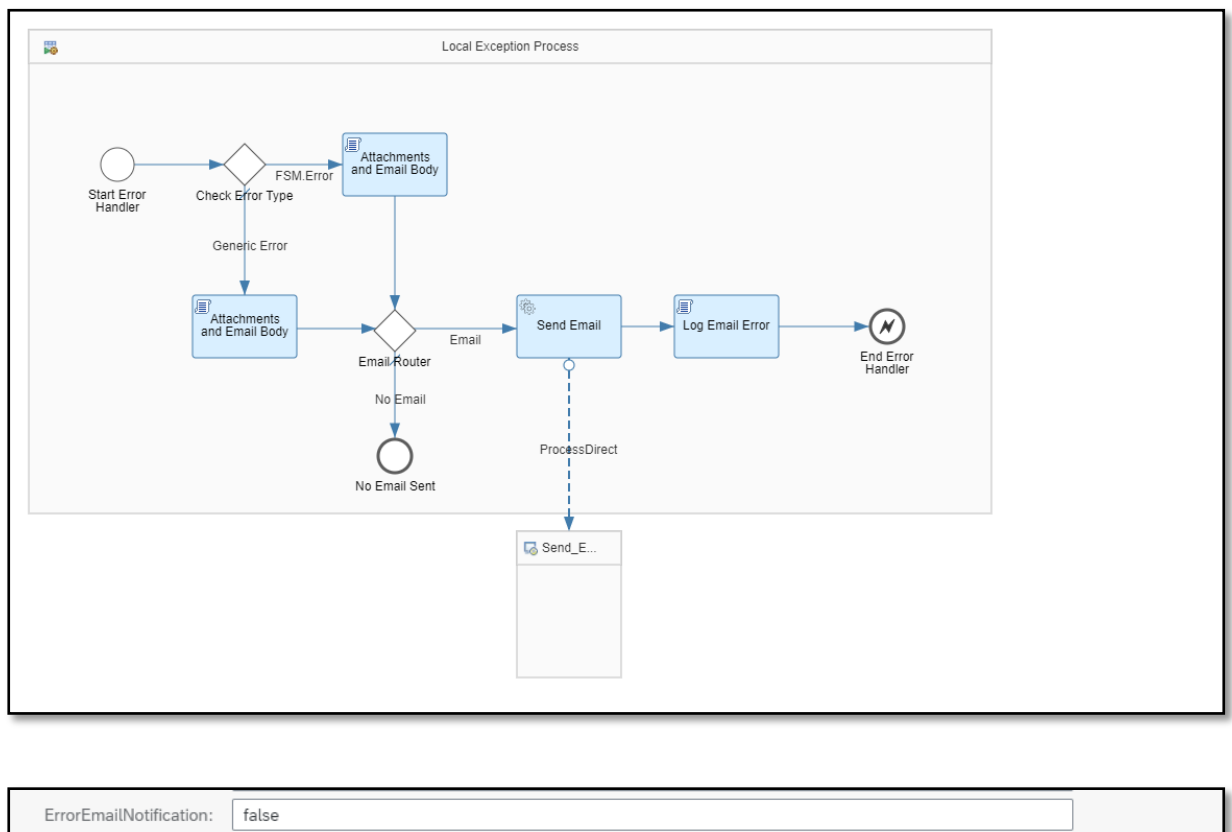 Local Exception Process
Attachments
and Email Body
FSM.Error
Start Error
Handler
Check Error Type
Generic Error
Attachments
and Email Body
Email Router
Email
Send Email
Log Email Error
End Error
Handler
No Email
No Email Sent
ProcessDirect
Send_E...
ErrorEmailNotification:
false